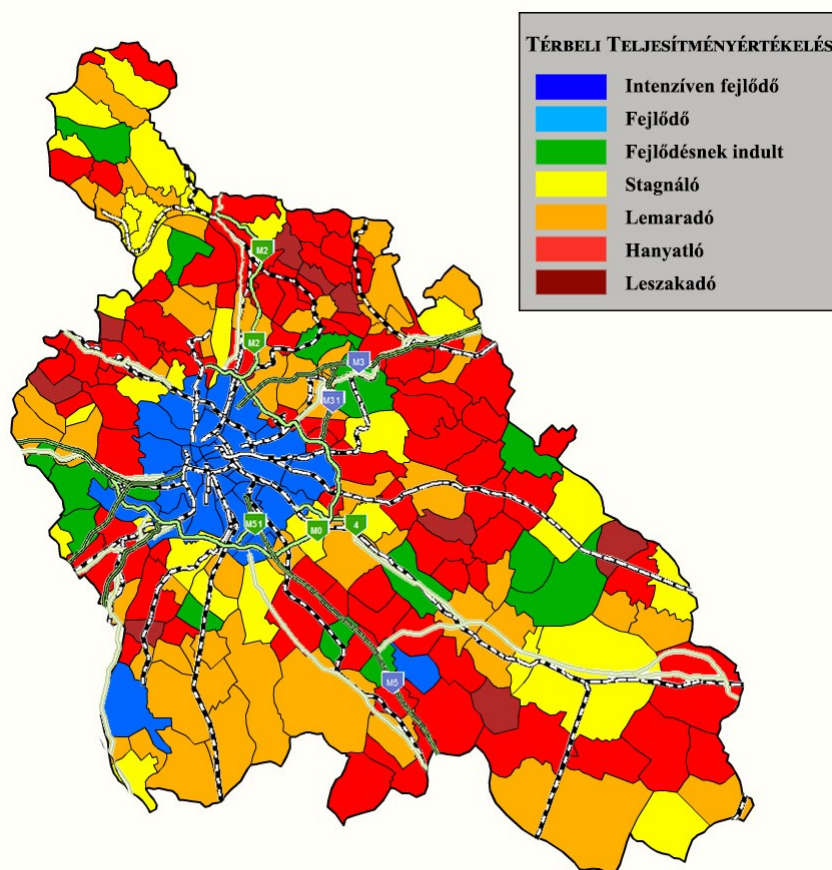 TÉRBELI TELJESÍTMÉNYÉRTÉKELÉS
Intenzíven fejlődő
Fejlődő
Fejlődésnek indult
Stagnáló
Lemaradó
Hanyatló
Leszakadó
M2
M2
M3
M31
M51
M0
4
M5